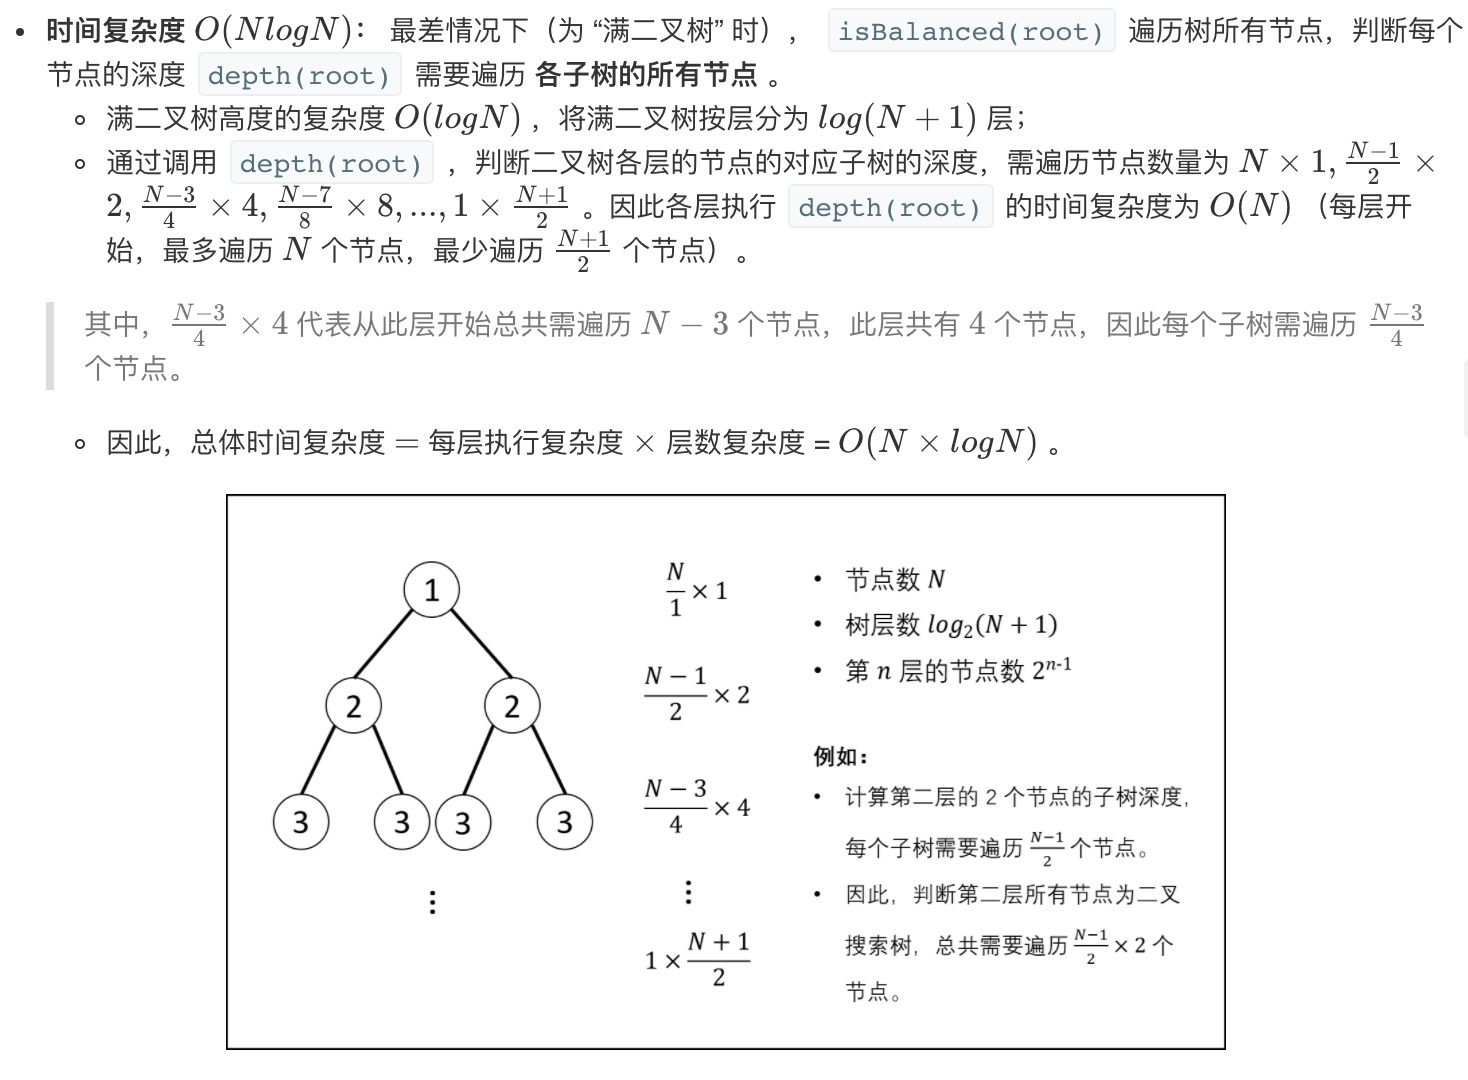 • 时间复杂度 O(NlogN)： 最差情况下（为 “满二叉树” 时）， isBalanced(root) 遍历树所有节点，判断每个
节点的深度 depth(root) 需要遍历 各子树的所有节点 。
○ 满二叉树高度的复杂度 O(logN) ，将满二叉树按层分为 log(N + 1) 层；
○ 通过调用 depth(root) ，判断二叉树各层的节点的对应子树的深度，需遍历节点数量为 N × 1, \frac{N-1}{2} ×
2, \frac{N-3}{4} × 4, \frac{N-7}{8} × 8, ..., 1 × \frac{N+1}{2} 。因此各层执行 depth(root) 的时间复杂度为 O(N) （每层开
始，最多遍历 N 个节点，最少遍历 \frac{N+1}{2} 个节点）。
其中，\frac{N-3}{4} × 4 代表从此层开始总共需遍历 N − 3 个节点，此层共有 4 个节点，因此每个子树需遍历 \frac{N-3}{4}
个节点。
○ 因此，总体时间复杂度 = 每层执行复杂度 × 层数复杂度 = O(N × logN) 。
1
2 2
3 3 3 3
⋮
\frac{N}{1} × 1
\frac{N − 1}{2} × 2
\frac{N − 3}{4} × 4
⋮
1 × \frac{N + 1}{2}
• 节点数 N
• 树层数 log₂(N + 1)
• 第 n 层的节点数 2ⁿ⁻¹
例如：
• 计算第二层的 2 个节点的子树深度，
每个子树需要遍历 \frac{N−1}{2} 个节点。
• 因此，判断第二层所有节点为二叉
搜索树，总共需要遍历 \frac{N−1}{2} × 2 个
节点。